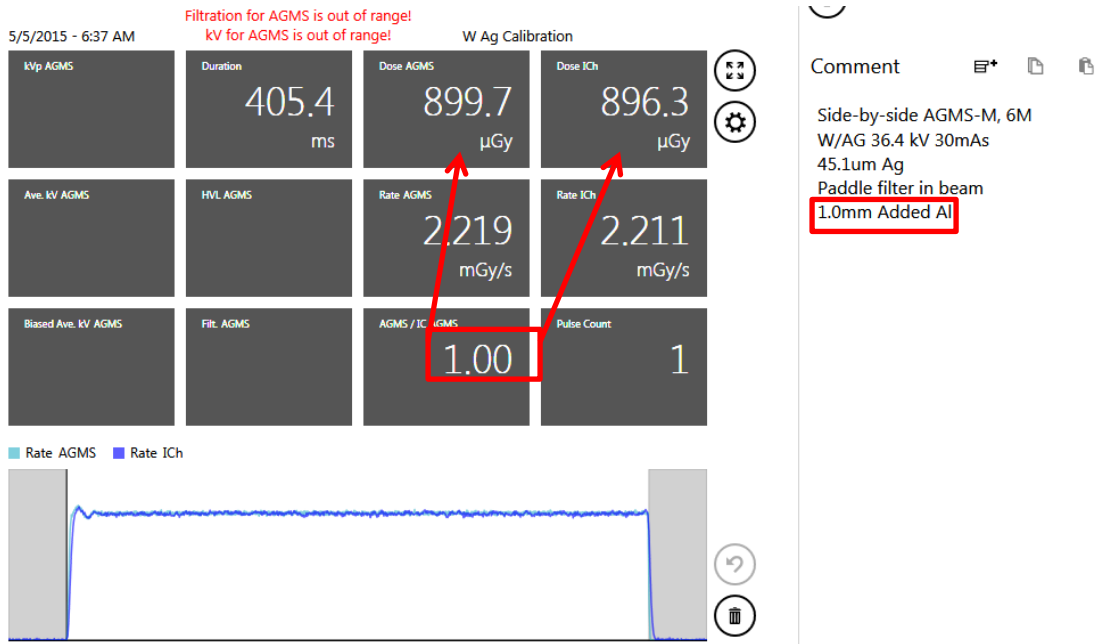 Filtration for AGMS is out of range!
5/5/2015 - 6:37 AM
kV for AGMS is out of range!
W Ag Calibration
kVp AGMS
Duration
405.4
ms
Dose AGMS
899.7
µGy
Dose ICh
896.3
µGy
Ave. kV AGMS
HVL AGMS
Rate AGMS
2.219
mGy/s
Rate ICh
2.211
mGy/s
Biased Ave. kV AGMS
Filt. AGMS
AGMS / IC AGMS
1.00
Pulse Count
1
Rate AGMS
Rate ICh
Comment
Side-by-side AGMS-M, 6M
W/AG 36.4 kV 30mAs
45.1um Ag
Paddle filter in beam
1.0mm Added Al